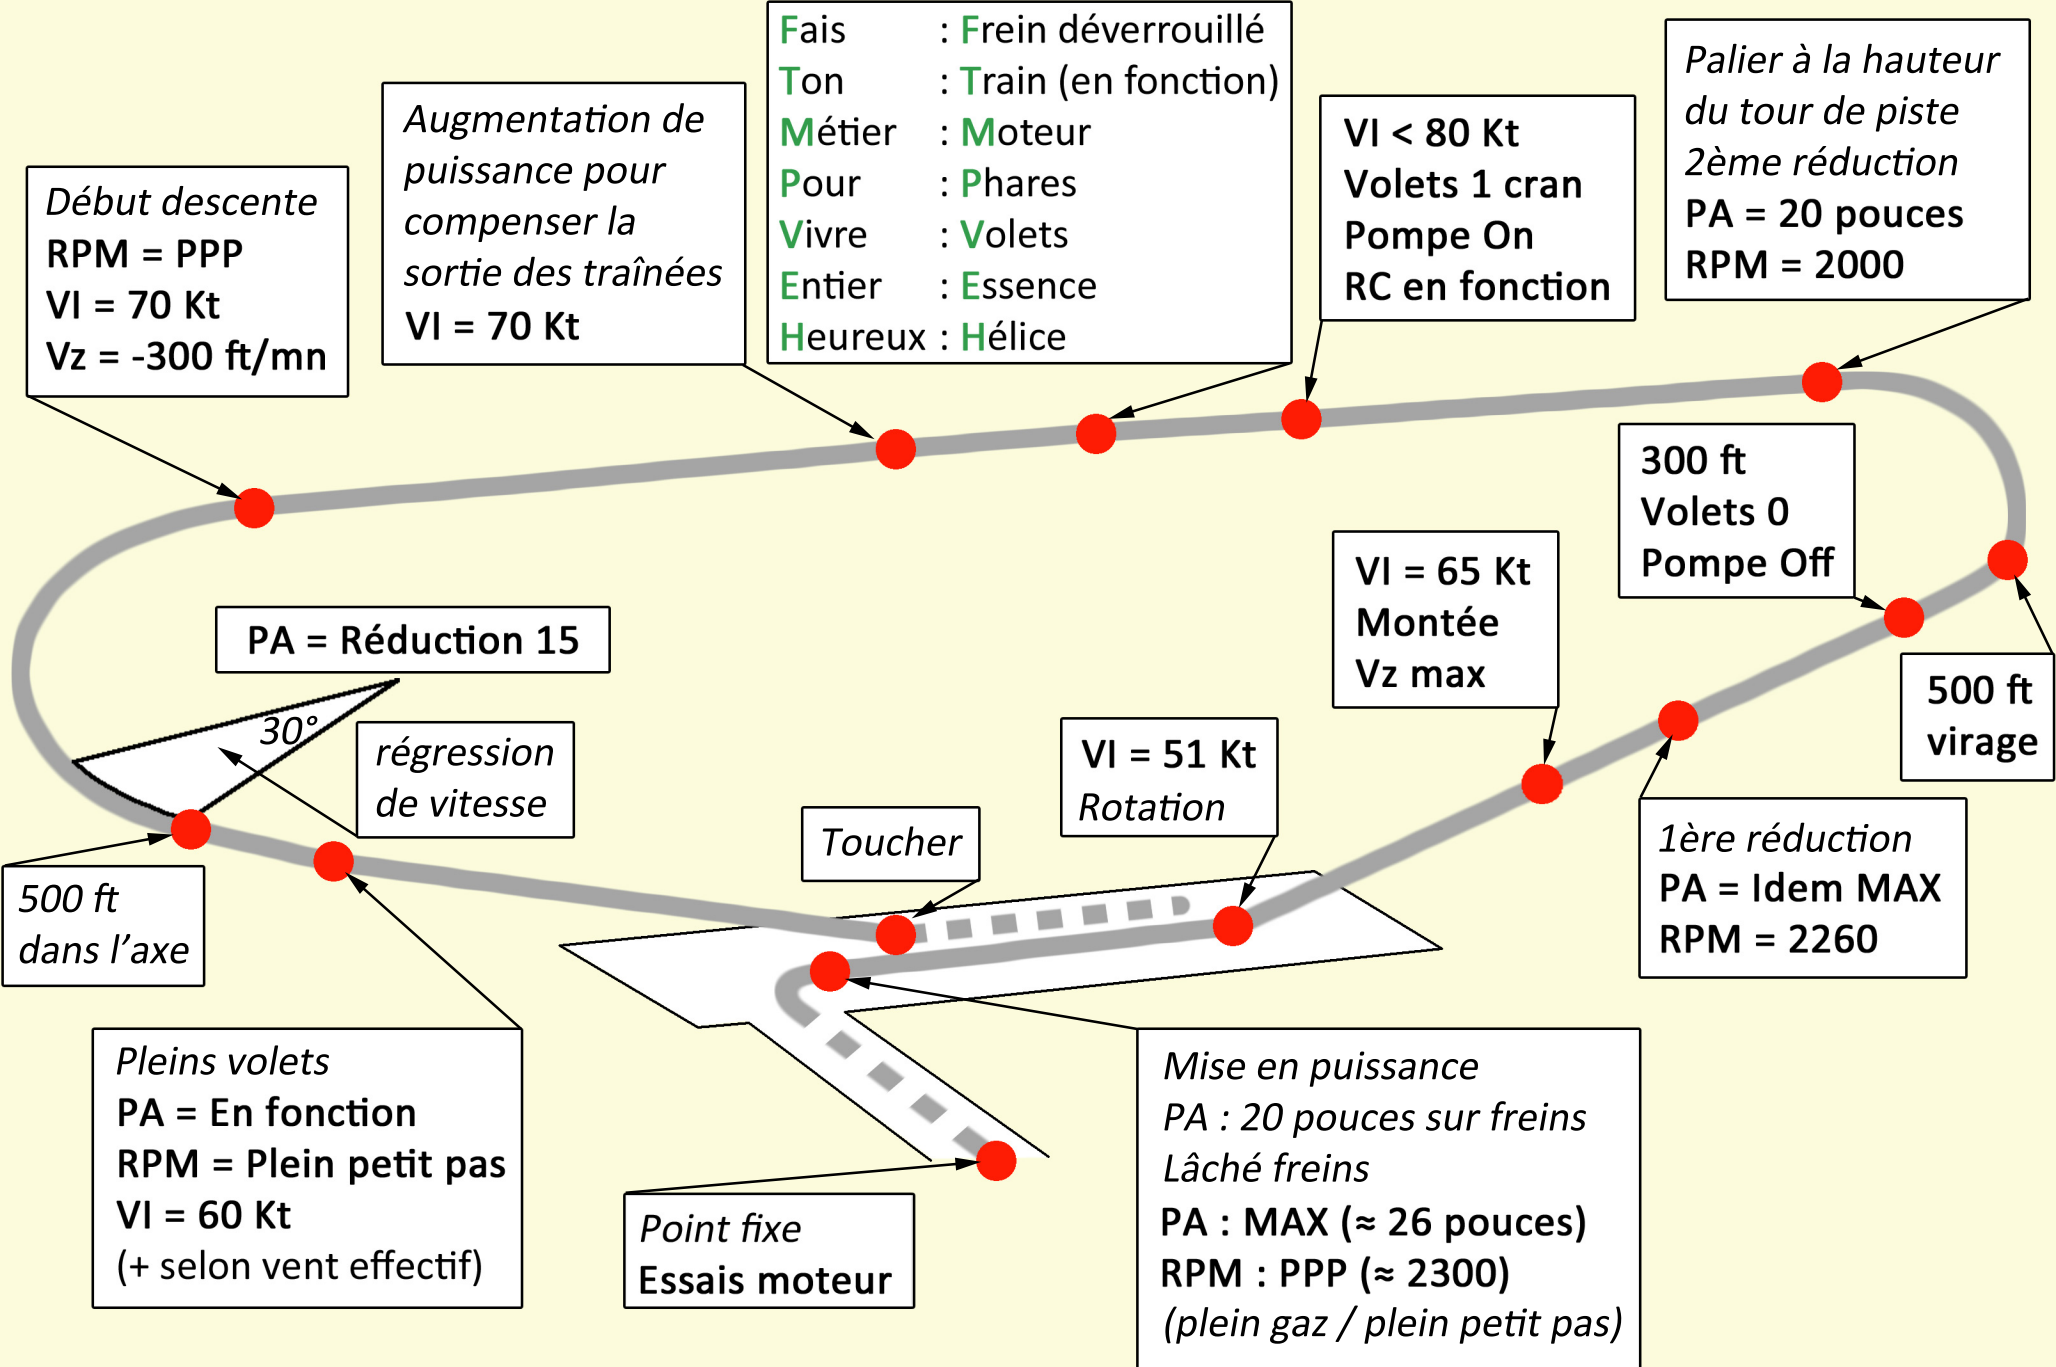 Fais : Frein déverrouillé
Ton : Train (en fonction)
Métier : Moteur
Pour : Phares
Vivre : Volets
Entier : Essence
Heureux : Hélice
Palier à la hauteur
du tour de piste
2ème réduction
PA = 20 pouces
RPM = 2000
Augmentation de
puissance pour
compenser la
sortie des traînées
VI = 70 Kt
VI < 80 Kt
Volets 1 cran
Pompe On
RC en fonction
Début descente
RPM = PPP
VI = 70 Kt
Vz = -300 ft/mn
300 ft
Volets 0
Pompe Off
VI = 65 Kt
Montée
Vz max
PA = Réduction 15
30°
régression
de vitesse
500 ft
virage
VI = 51 Kt
Rotation
Toucher
1ère réduction
PA = Idem MAX
RPM = 2260
500 ft
dans l’axe
Pleins volets
PA = En fonction
RPM = Plein petit pas
VI = 60 Kt
(+ selon vent effectif)
Point fixe
Essais moteur
Mise en puissance
PA : 20 pouces sur freins
Lâché freins
PA : MAX (≈ 26 pouces)
RPM : PPP (≈ 2300)
(plein gaz / plein petit pas)